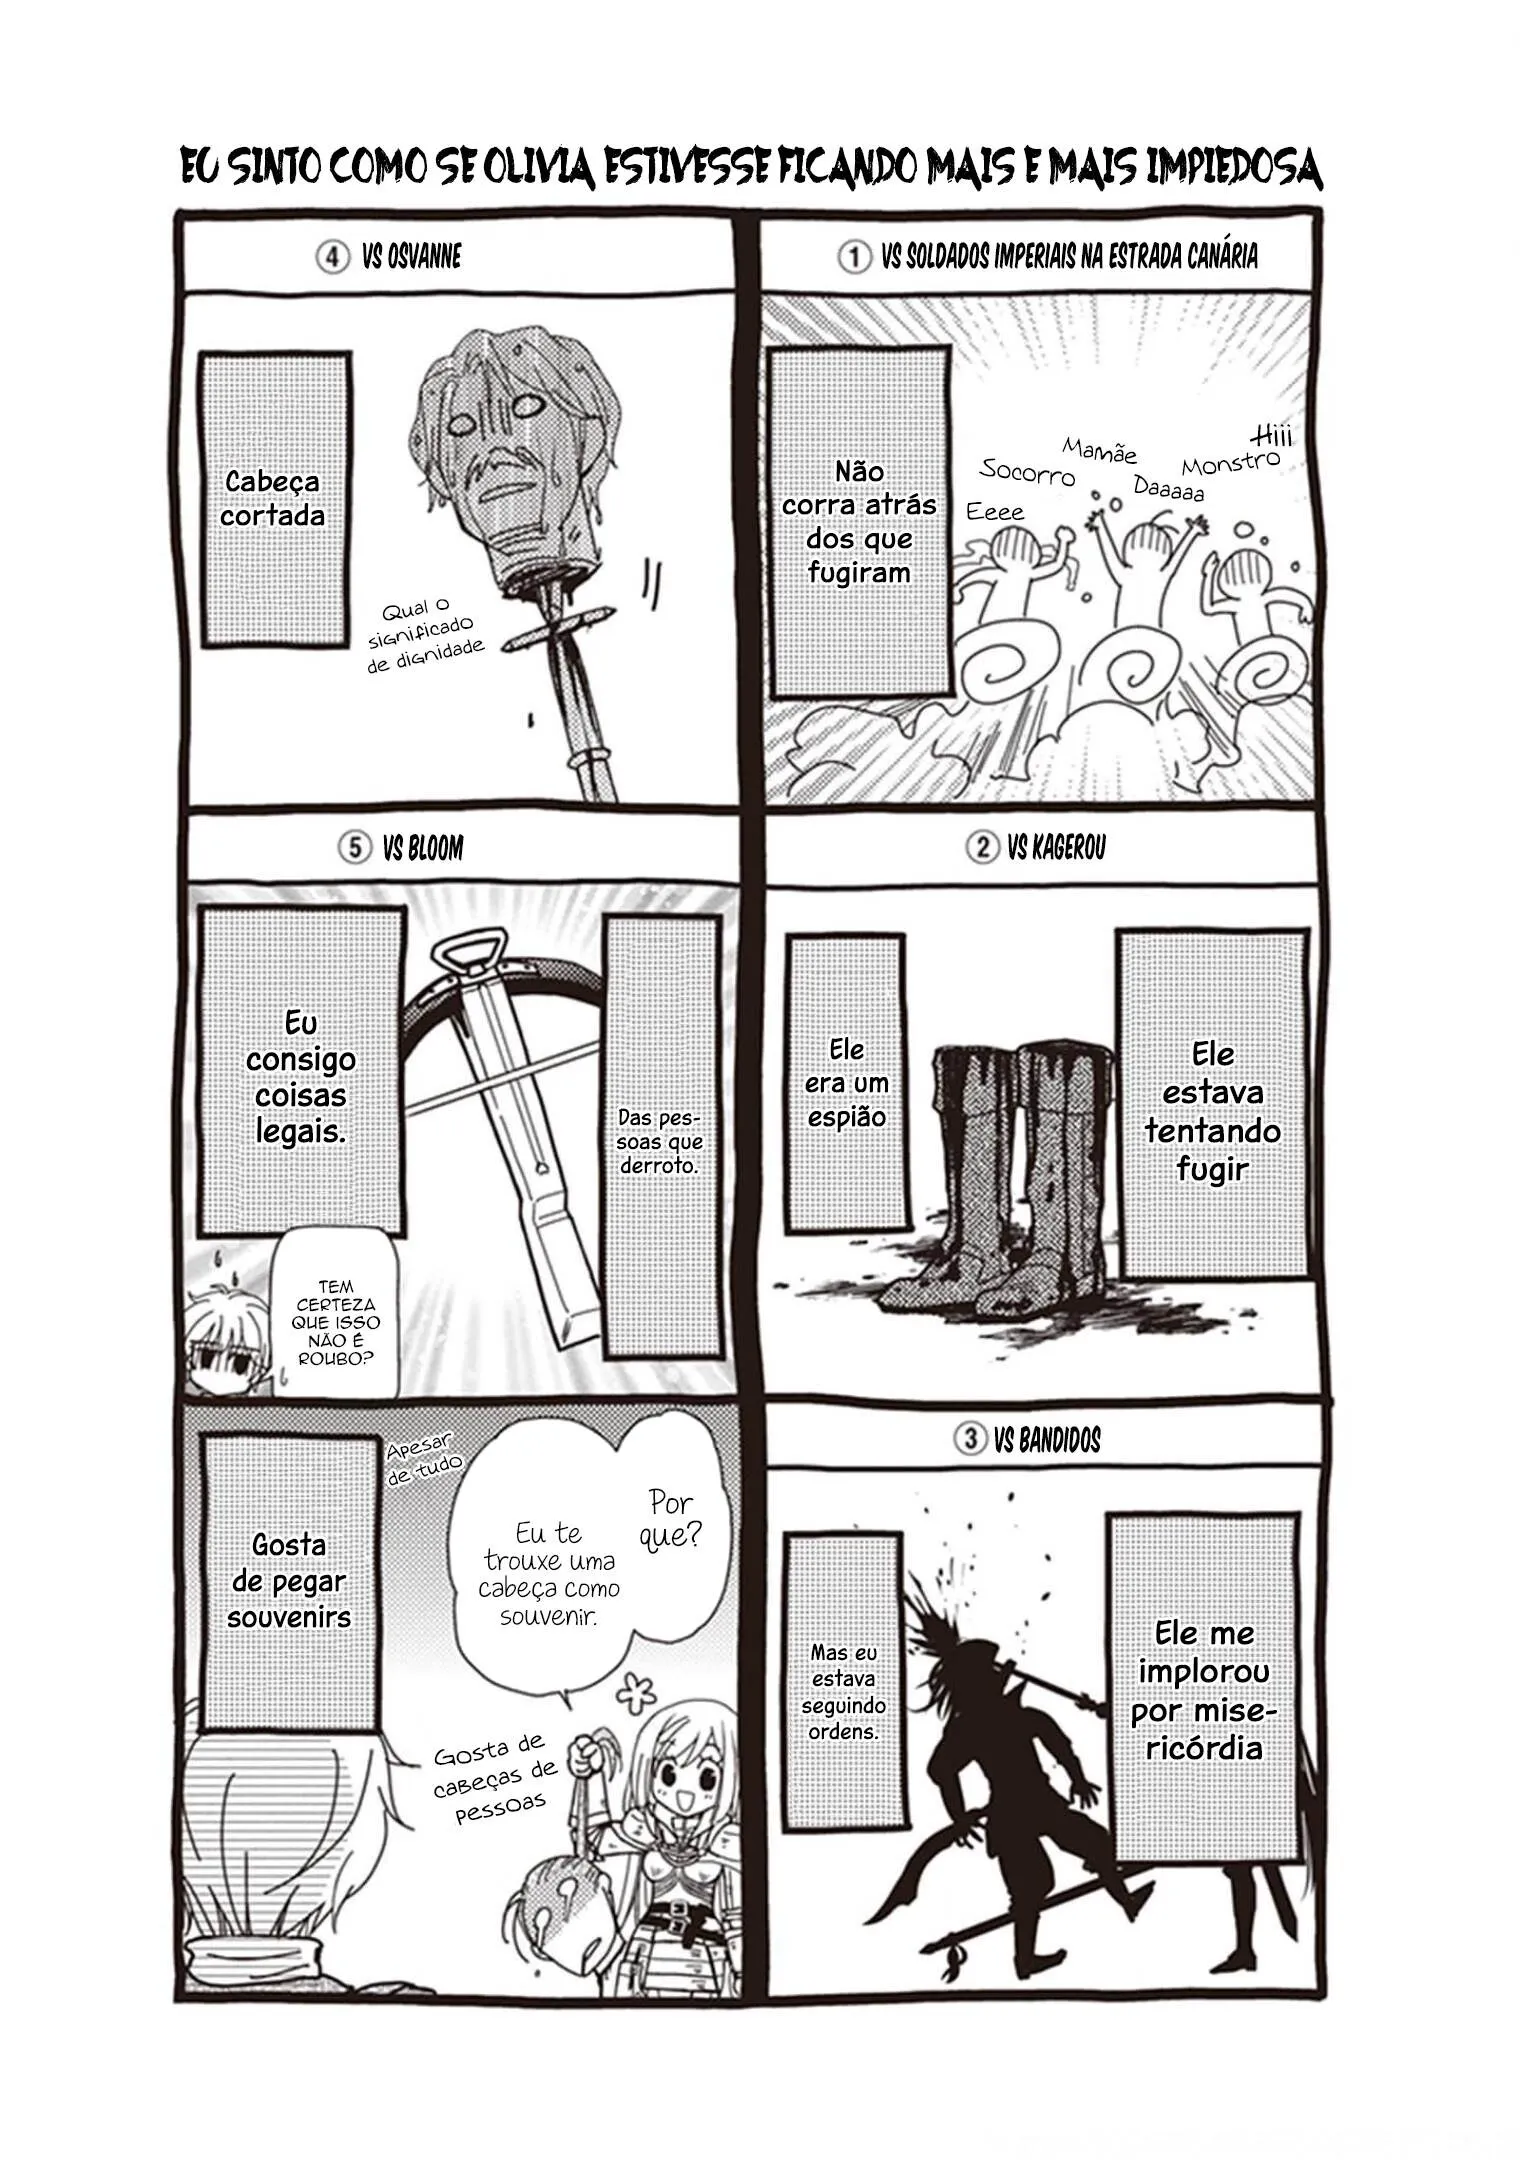 EU SINTO COMO SE OLIVIA ESTIVESSE FICANDO MAIS E MAIS IMPIEDOSA
① VS SOLDADOS IMPERIAIS NA ESTRADA CANÁRIA
Não
corra atrás
dos que
fugiram
Eeee
Socorro
Mamãe
Daaaaa
Monstro
Hiii
② VS KAGEROU
Ele
estava
tentando
fugir
Ele
era um
espião
③ VS BANDIDOS
Ele me
implorou
por mise-
ricórdia
Mas eu
estava
seguindo
ordens.
④ VS OSVANNE
Cabeça
cortada
Qual o
significado
de dignidade
⑤ VS BLOOM
Das pes-
soas que
derroto.
Eu
consigo
coisas
legais.
TEM
CERTEZA
QUE ISSO
NÃO É
ROUBO?
Por
que?
Eu te
trouxe uma
cabeça como
souvenir.
Apesar
de tudo
Gosta
de pegar
souvenirs
Gosta de
cabeças de
pessoas